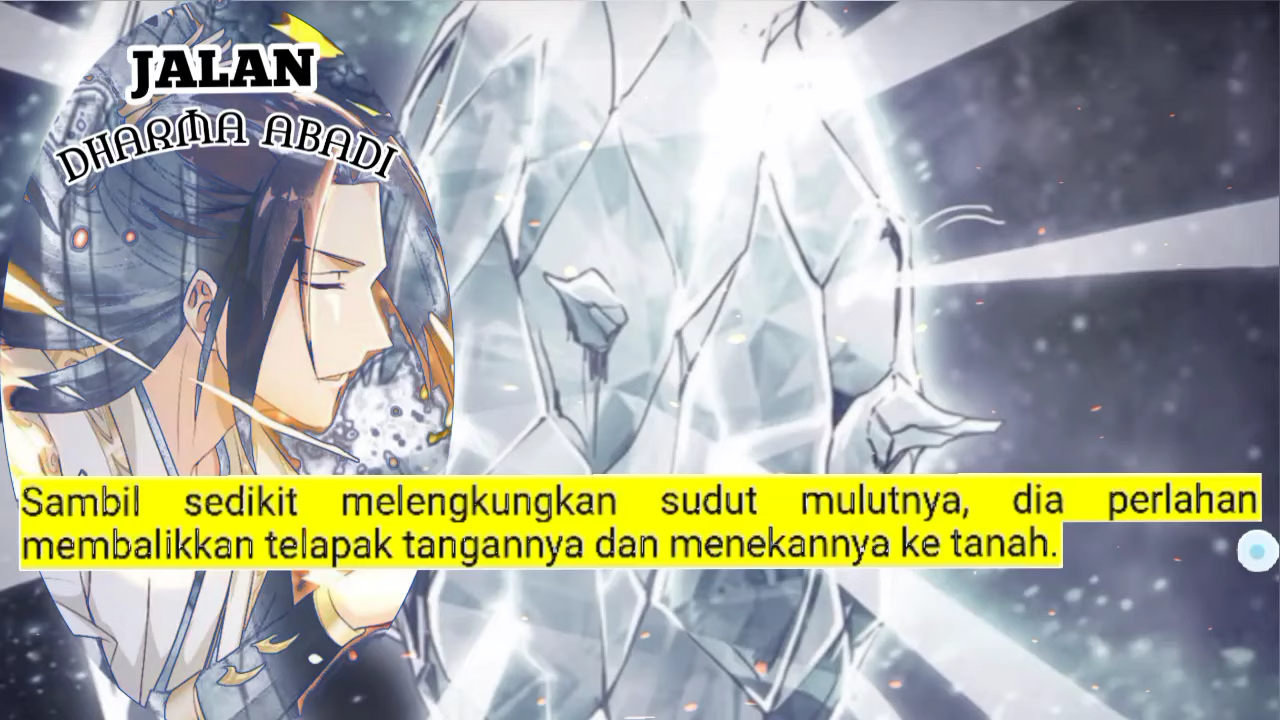 JALAN
DHARMA ABADI
Sambil sedikit melengkungkan sudut mulutnya, dia perlahan
membalikkan telapak tangannya dan menekannya ke tanah.